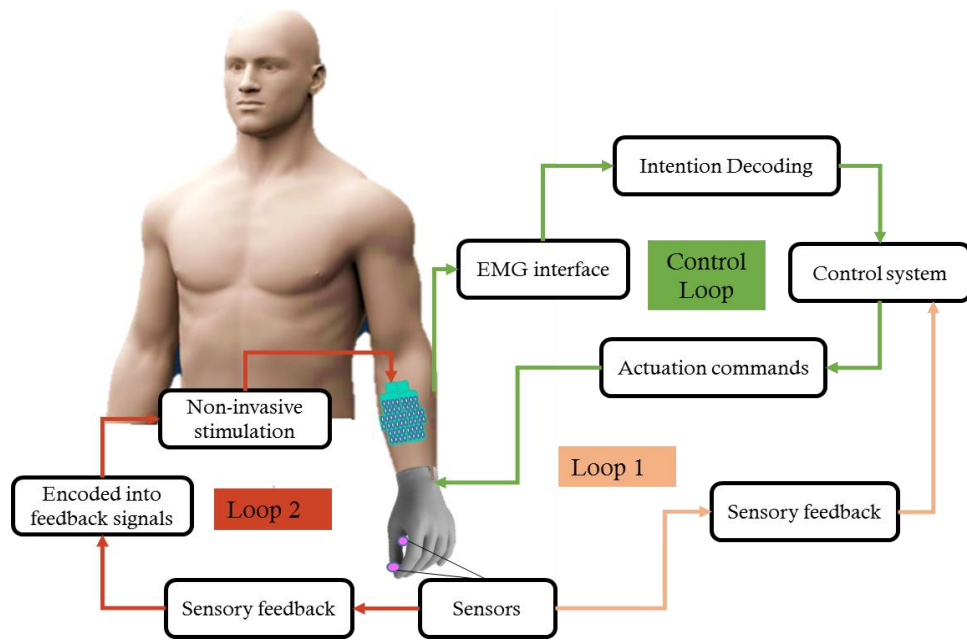 Intention Decoding
EMG interface
Control
Loop
Control system
Actuation commands
Non-invasive
stimulation
Loop 1
Encoded into
feedback signals
Loop 2
Sensory feedback
Sensory feedback
Sensors